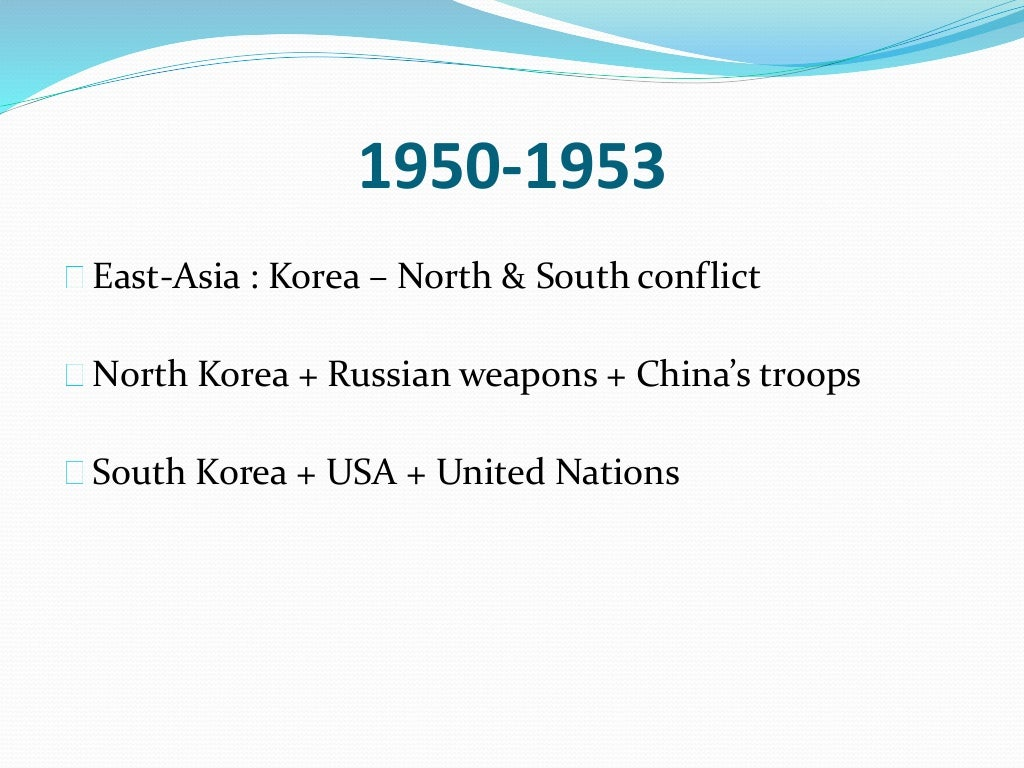 1950-1953
East-Asia : Korea – North & South conflict
North Korea + Russian weapons + China’s troops
South Korea + USA + United Nations